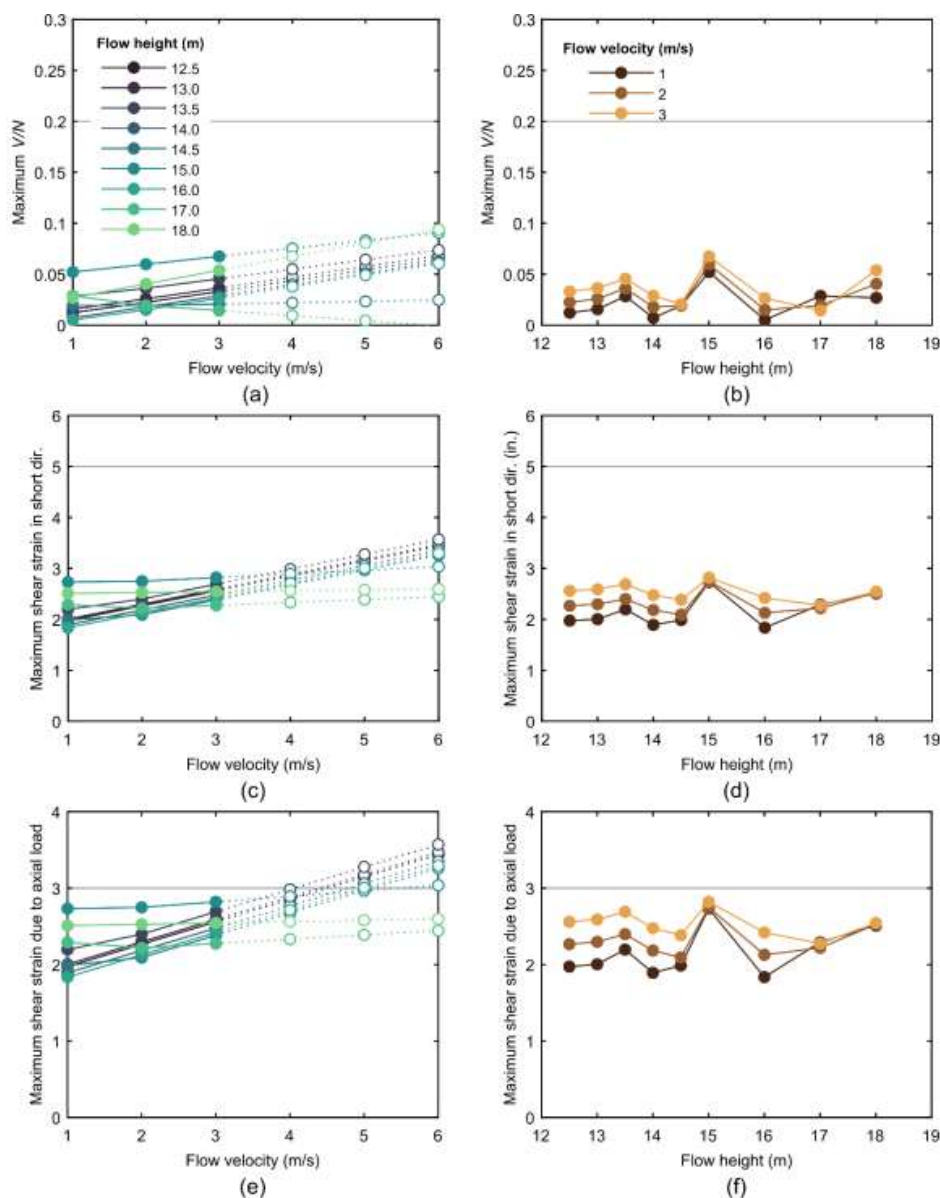 0.3
0.25
0.2
0.15
0.1
0.05
0
Maximum V/N
Flow height (m)
12.5
13.0
13.5
14.0
14.5
15.0
16.0
17.0
18.0
1 2 3 4 5 6
Flow velocity (m/s)
(a)
0.3
0.25
0.2
0.15
0.1
0.05
0
Maximum V/N
Flow velocity (m/s)
1
2
3
12 13 14 15 16 17 18 19
Flow height (m)
(b)
6
5
4
3
2
1
0
Maximum shear strain in short dir.
1 2 3 4 5 6
Flow velocity (m/s)
(c)
6
5
4
3
2
1
0
Maximum shear strain in short dir. (in.)
12 13 14 15 16 17 18 19
Flow height (m)
(d)
4
3
2
1
0
Maximum shear strain due to axial load
1 2 3 4 5 6
Flow velocity (m/s)
(e)
4
3
2
1
0
Maximum shear strain due to axial load
12 13 14 15 16 17 18 19
Flow height (m)
(f)